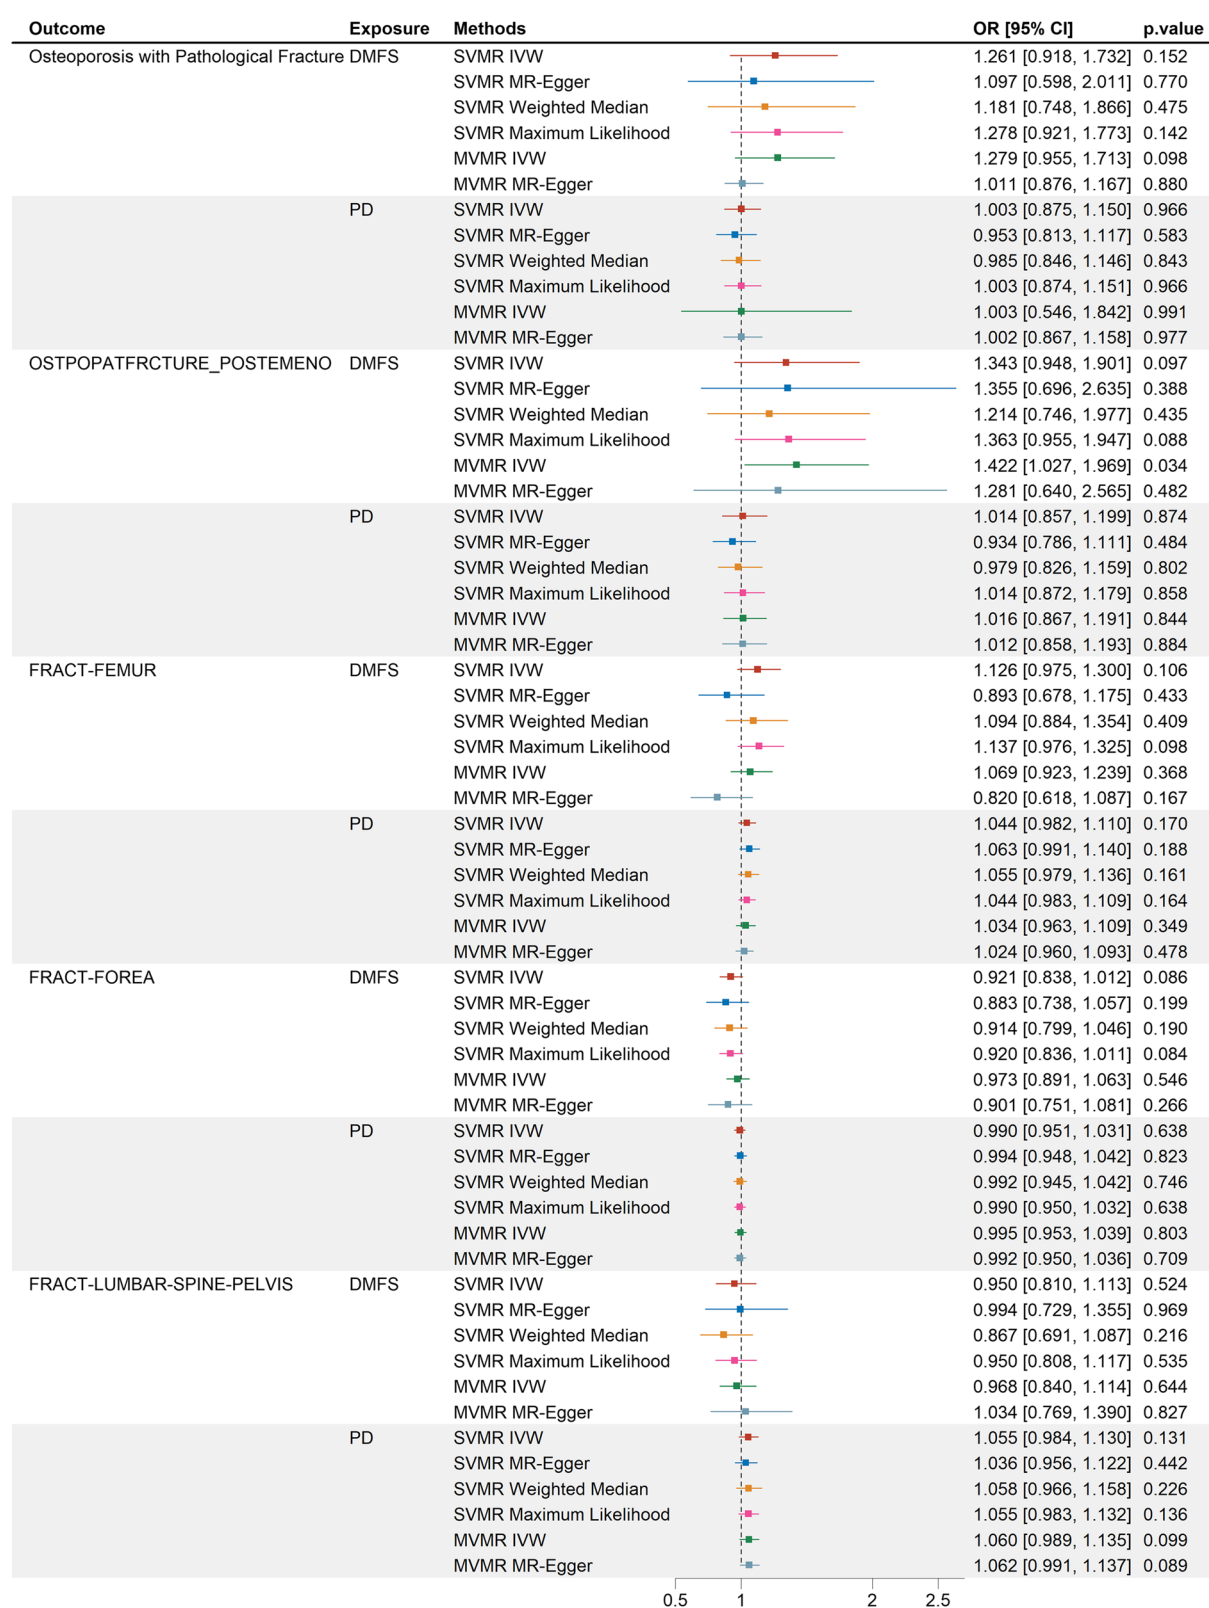 Outcome Exposure Methods OR [95% CI] p.value
Osteoporosis with Pathological Fracture DMFS SVMR IVW 1.261 [0.918, 1.732] 0.152
SVMR MR-Egger 1.097 [0.598, 2.011] 0.770
SVMR Weighted Median 1.181 [0.748, 1.866] 0.475
SVMR Maximum Likelihood 1.278 [0.921, 1.773] 0.142
MVMR IVW 1.279 [0.955, 1.713] 0.098
MVMR MR-Egger 1.011 [0.876, 1.167] 0.880
PD SVMR IVW 1.003 [0.875, 1.150] 0.966
SVMR MR-Egger 0.953 [0.813, 1.117] 0.583
SVMR Weighted Median 0.985 [0.846, 1.146] 0.843
SVMR Maximum Likelihood 1.003 [0.874, 1.151] 0.966
MVMR IVW 1.003 [0.546, 1.842] 0.991
MVMR MR-Egger 1.002 [0.867, 1.158] 0.977
OSTPOPATFRCTURE_POSTEMENO DMFS SVMR IVW 1.343 [0.948, 1.901] 0.097
SVMR MR-Egger 1.355 [0.696, 2.635] 0.388
SVMR Weighted Median 1.214 [0.746, 1.977] 0.435
SVMR Maximum Likelihood 1.363 [0.955, 1.947] 0.088
MVMR IVW 1.422 [1.027, 1.969] 0.034
MVMR MR-Egger 1.281 [0.640, 2.565] 0.482
PD SVMR IVW 1.014 [0.857, 1.199] 0.874
SVMR MR-Egger 0.934 [0.786, 1.111] 0.484
SVMR Weighted Median 0.979 [0.826, 1.159] 0.802
SVMR Maximum Likelihood 1.014 [0.872, 1.179] 0.858
MVMR IVW 1.016 [0.867, 1.191] 0.844
MVMR MR-Egger 1.012 [0.858, 1.193] 0.884
FRACT-FEMUR DMFS SVMR IVW 1.126 [0.975, 1.300] 0.106
SVMR MR-Egger 0.893 [0.678, 1.175] 0.433
SVMR Weighted Median 1.094 [0.884, 1.354] 0.409
SVMR Maximum Likelihood 1.137 [0.976, 1.325] 0.098
MVMR IVW 1.069 [0.923, 1.239] 0.368
MVMR MR-Egger 0.820 [0.618, 1.087] 0.167
PD SVMR IVW 1.044 [0.982, 1.110] 0.170
SVMR MR-Egger 1.063 [0.991, 1.140] 0.188
SVMR Weighted Median 1.055 [0.979, 1.136] 0.161
SVMR Maximum Likelihood 1.044 [0.983, 1.109] 0.164
MVMR IVW 1.034 [0.963, 1.109] 0.349
MVMR MR-Egger 1.024 [0.960, 1.093] 0.478
FRACT-FOREA DMFS SVMR IVW 0.921 [0.838, 1.012] 0.086
SVMR MR-Egger 0.883 [0.738, 1.057] 0.199
SVMR Weighted Median 0.914 [0.799, 1.046] 0.190
SVMR Maximum Likelihood 0.920 [0.836, 1.011] 0.084
MVMR IVW 0.973 [0.891, 1.063] 0.546
MVMR MR-Egger 0.901 [0.751, 1.081] 0.266
PD SVMR IVW 0.990 [0.951, 1.031] 0.638
SVMR MR-Egger 0.994 [0.948, 1.042] 0.823
SVMR Weighted Median 0.992 [0.945, 1.042] 0.746
SVMR Maximum Likelihood 0.990 [0.950, 1.032] 0.638
MVMR IVW 0.995 [0.953, 1.039] 0.803
MVMR MR-Egger 0.992 [0.950, 1.036] 0.709
FRACT-LUMBAR-SPINE-PELVIS DMFS SVMR IVW 0.950 [0.810, 1.113] 0.524
SVMR MR-Egger 0.994 [0.729, 1.355] 0.969
SVMR Weighted Median 0.867 [0.691, 1.087] 0.216
SVMR Maximum Likelihood 0.950 [0.808, 1.117] 0.535
MVMR IVW 0.968 [0.840, 1.114] 0.644
MVMR MR-Egger 1.034 [0.769, 1.390] 0.827
PD SVMR IVW 1.055 [0.984, 1.130] 0.131
SVMR MR-Egger 1.036 [0.956, 1.122] 0.442
SVMR Weighted Median 1.058 [0.966, 1.158] 0.226
SVMR Maximum Likelihood 1.055 [0.983, 1.132] 0.136
MVMR IVW 1.060 [0.989, 1.135] 0.099
MVMR MR-Egger 1.062 [0.991, 1.137] 0.089
0.5 1 2 2.5